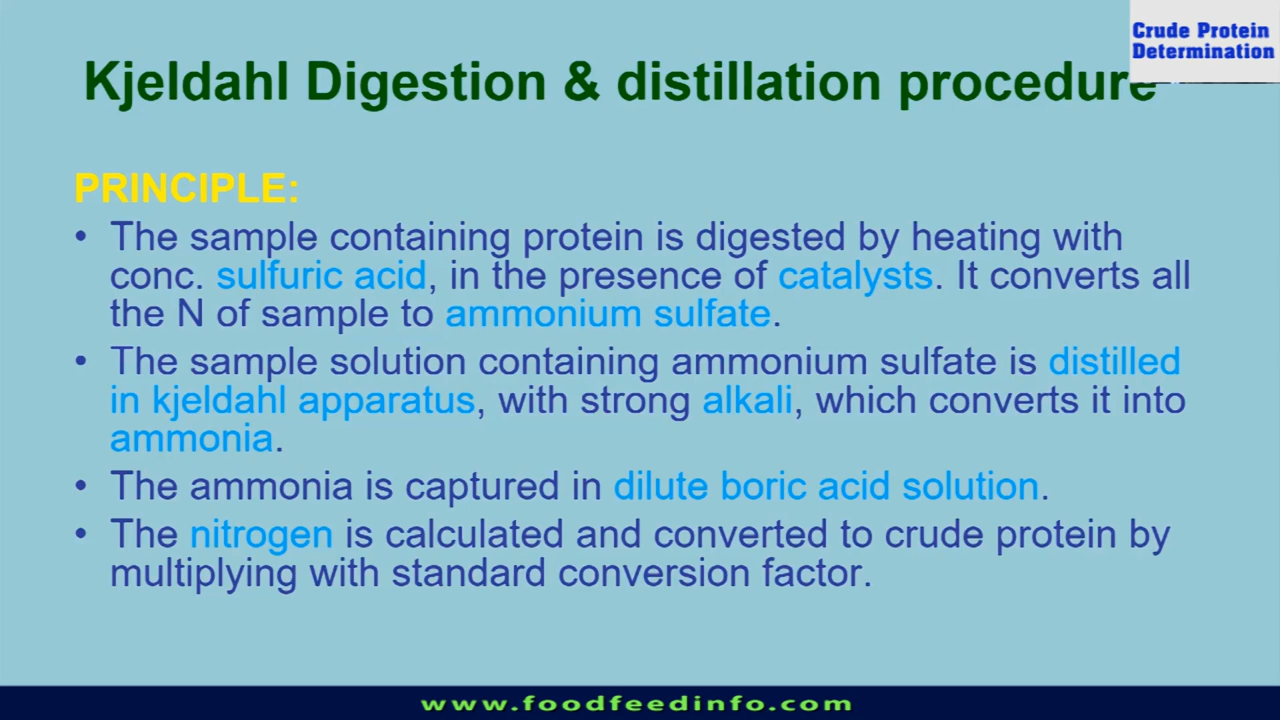 Crude Protein
Determination
Kjeldahl Digestion & distillation procedure
PRINCIPLE:
• The sample containing protein is digested by heating with
conc. sulfuric acid, in the presence of catalysts. It converts all
the N of sample to ammonium sulfate.
• The sample solution containing ammonium sulfate is distilled
in kjeldahl apparatus, with strong alkali, which converts it into
ammonia.
• The ammonia is captured in dilute boric acid solution.
• The nitrogen is calculated and converted to crude protein by
multiplying with standard conversion factor.
www.foodfeedinfo.com